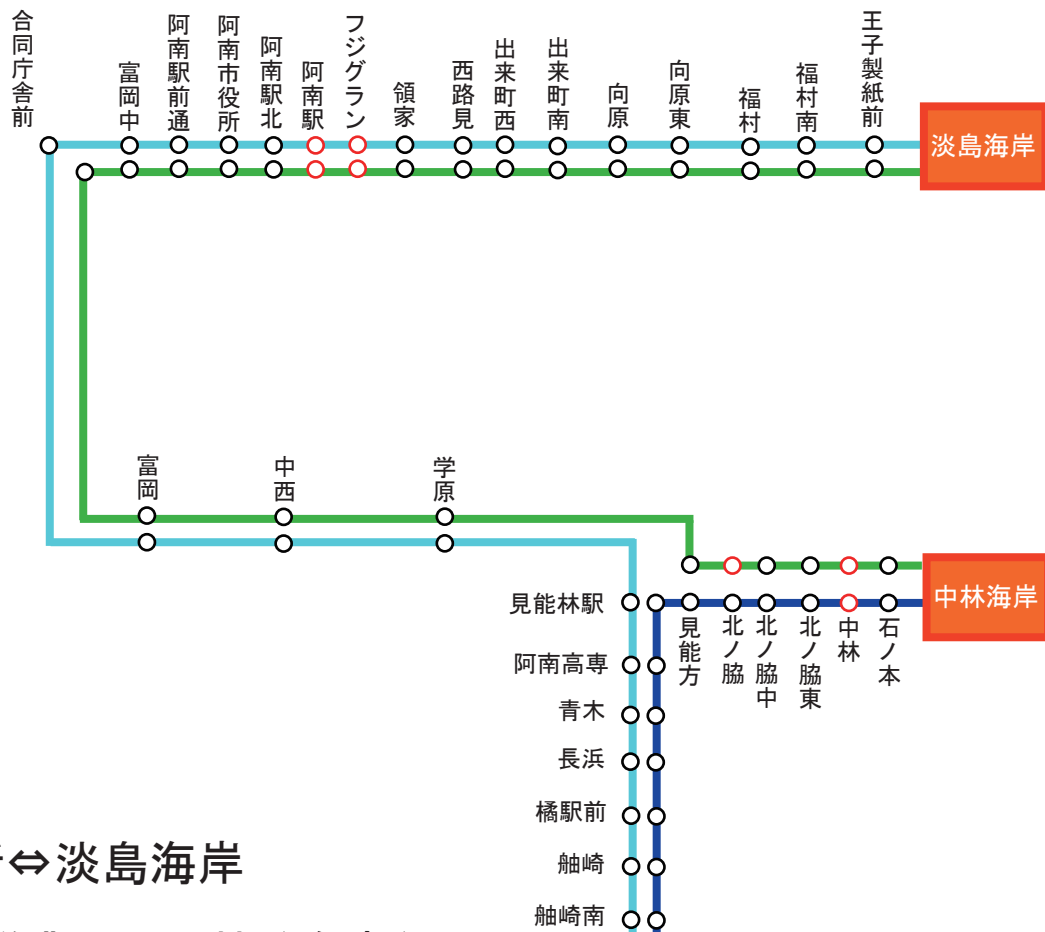 合同庁舎前
富岡中
阿南駅前通
阿南市役所
阿南駅北
阿南駅
フジグラン
領家
西路見
出来町西
出来町南
向原
向原東
福村
福村南
王子製紙前
淡島海岸
富岡
中西
学原
見能林駅
阿南高専
青木
長浜
橘駅前
舳崎
舳崎南
見能方
北ノ脇
北ノ脇中
北ノ脇東
中林
石ノ本
中林海岸
⇔淡島海岸